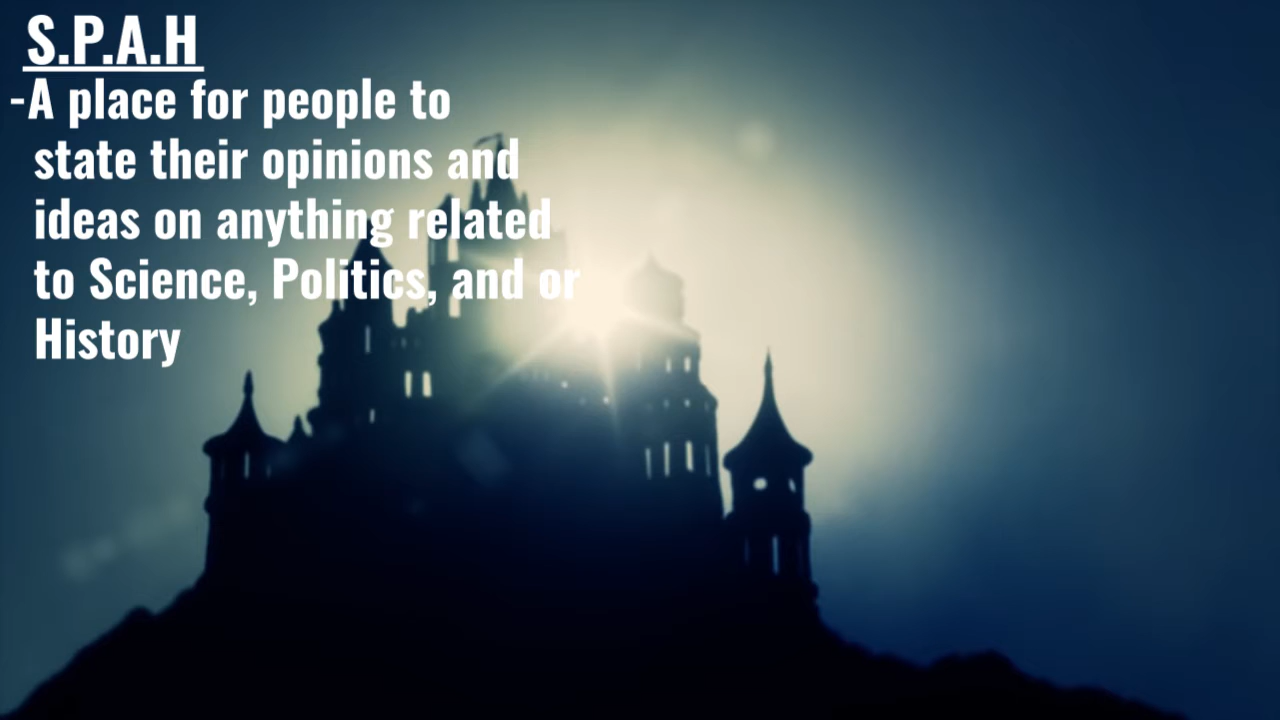 S.P.A.H
-A place for people to
state their opinions and
ideas on anything related
to Science, Politics, and or
History